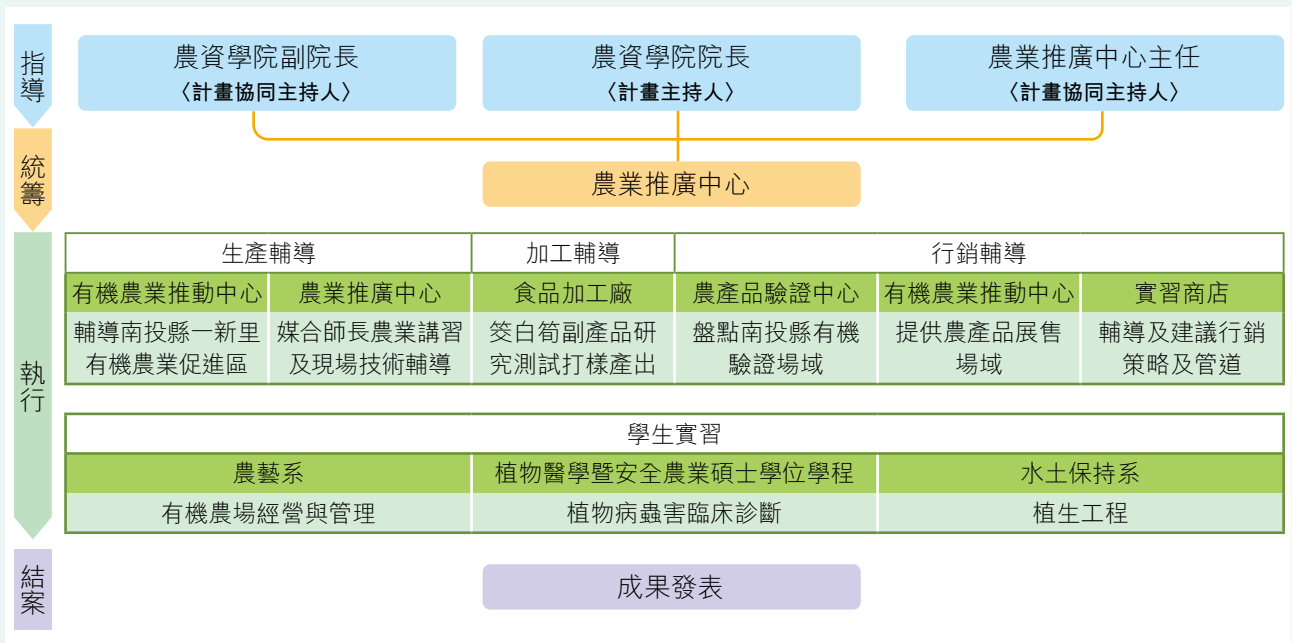 指導
農資學院副院長
〈計畫協同主持人〉
農資學院院長
〈計畫主持人〉
農業推廣中心主任
〈計畫協同主持人〉
統籌
農業推廣中心
執行
生產輔導
加工輔導
行銷輔導
有機農業推動中心
農業推廣中心
食品加工廠
農產品驗證中心
有機農業推動中心
實習商店
輔導南投縣一新里
有機農業促進區
媒合師長農業講習
及現場技術輔導
筊白筍副產品研
究測試打樣產出
盤點南投縣有機
驗證場域
提供農產品展售
場域
輔導及建議行銷
策略及管道
學生實習
農藝系
植物醫學暨安全農業碩士學位學程
水土保持系
有機農場經營與管理
植物病蟲害臨床診斷
植生工程
結案
成果發表